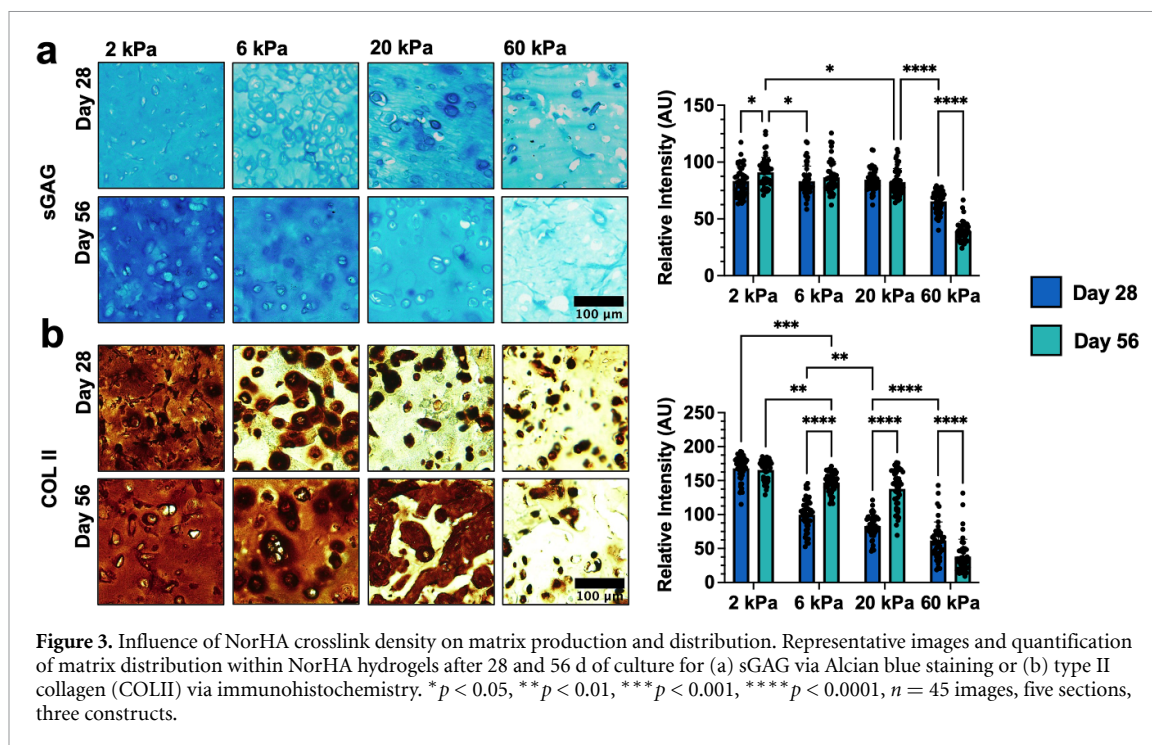 a
2 kPa 6 kPa 20 kPa 60 kPa
Day 28
Day 56
sGAG
100 µm
Relative Intensity (AU)
150
100
50
0
* * * **** ****
2 kPa 6 kPa 20 kPa 60 kPa
Day 28
Day 56
b
Day 28
Day 56
COL II
100 µm
Relative Intensity (AU)
250
200
150
100
50
0
***
**
** ****
**** **** ****
2 kPa 6 kPa 20 kPa 60 kPa
Figure 3. Influence of NorHA crosslink density on matrix production and distribution. Representative images and quantification
of matrix distribution within NorHA hydrogels after 28 and 56 d of culture for (a) sGAG via Alcian blue staining or (b) type II
collagen (COLII) via immunohistochemistry. *p < 0.05, **p < 0.01, ***p < 0.001, ****p < 0.0001, n = 45 images, five sections,
three constructs.